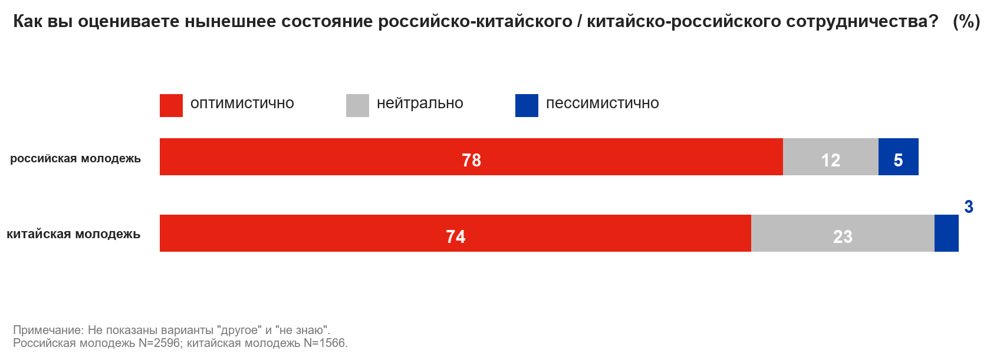 Как вы оцениваете нынешнее состояние российско-китайского / китайско-российского сотрудничества? (%)
оптимистично нейтрально пессимистично
российская молодежь 78 12 5
3
китайская молодежь 74 23
Примечание: Не показаны варианты "другое" и "не знаю".
Российская молодежь N=2596; китайская молодежь N=1566.